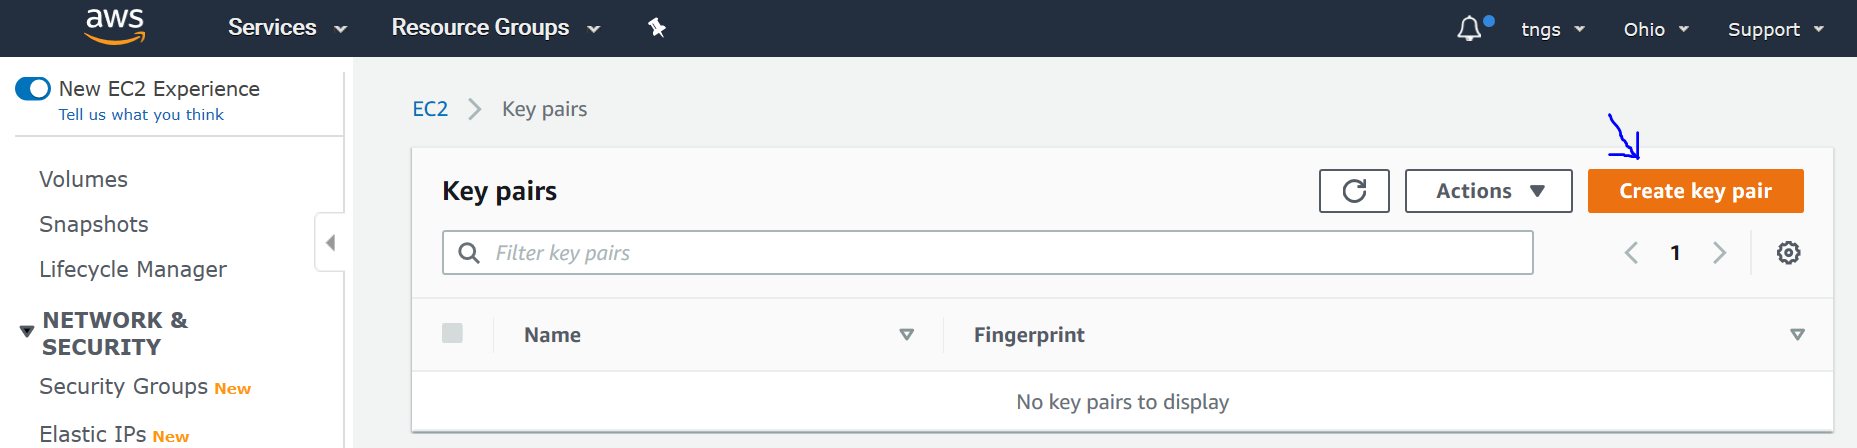 aws Services Resource Groups tngs Ohio Support
New EC2 Experience
Tell us what you think
Volumes
Snapshots
Lifecycle Manager
NETWORK &
SECURITY
Security Groups New
Elastic IPs New
EC2 Key pairs
Key pairs Actions Create key pair
Filter key pairs 1
Name Fingerprint
No key pairs to display